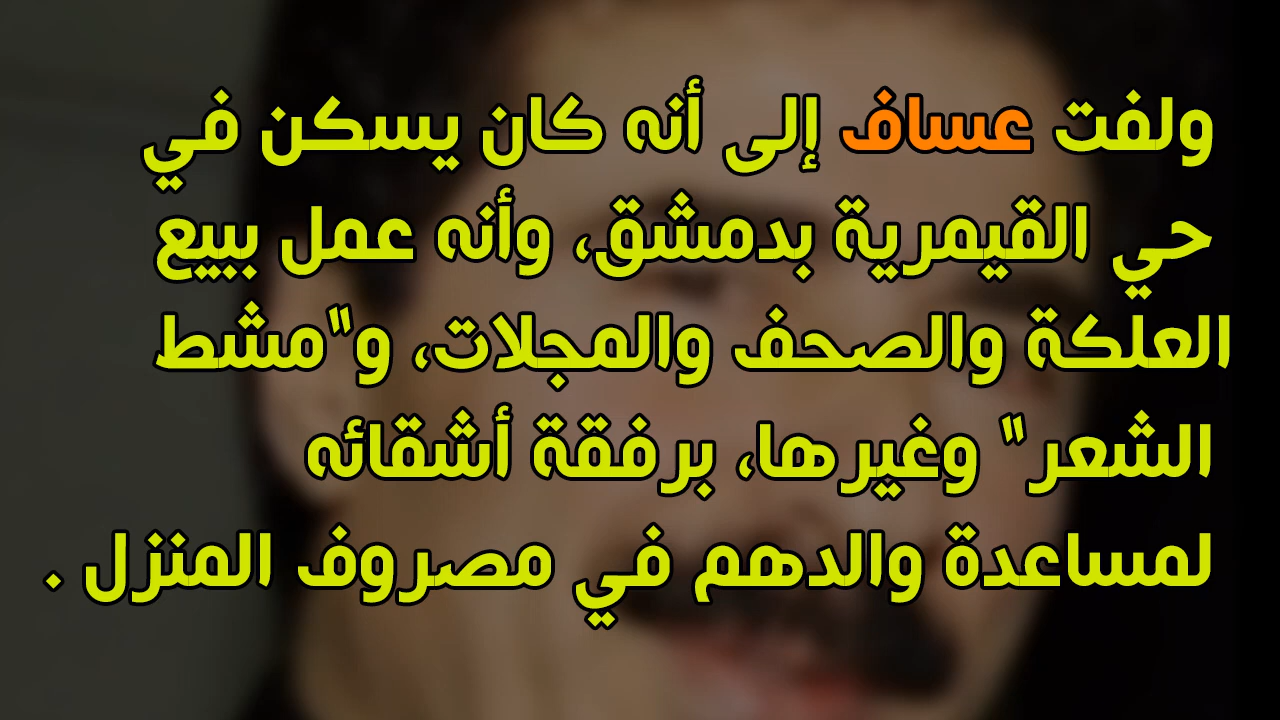 ولفت عساف إلى أنه كان يسكن في
حي القيمرية بدمشق، وأنه عمل ببيع
العلكة والصحف والمجلات، و"مشط
الشعر" وغيرها، برفقة أشقائه
لمساعدة والدهم في مصروف المنزل .